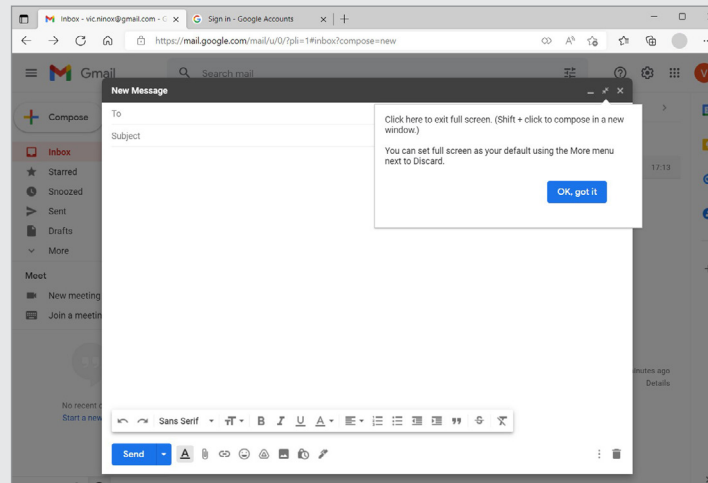 Inbox - vic.ninox@gmail.com - G
Sign in - Google Accounts
https://mail.google.com/mail/u/0/?pli=1#inbox?compose=new
Gmail
Search mail
V
Compose
Inbox
Starred
Snoozed
Sent
Drafts
More
Meet
New meeting
Join a meetin
No recent c
Start a new
New Message
To
Subject
Click here to exit full screen. (Shift + click to compose in a new
window.)
You can set full screen as your default using the More menu
next to Discard.
OK, got it
17:13
inutes ago
Details
Sans Serif
B I U A
Send
A